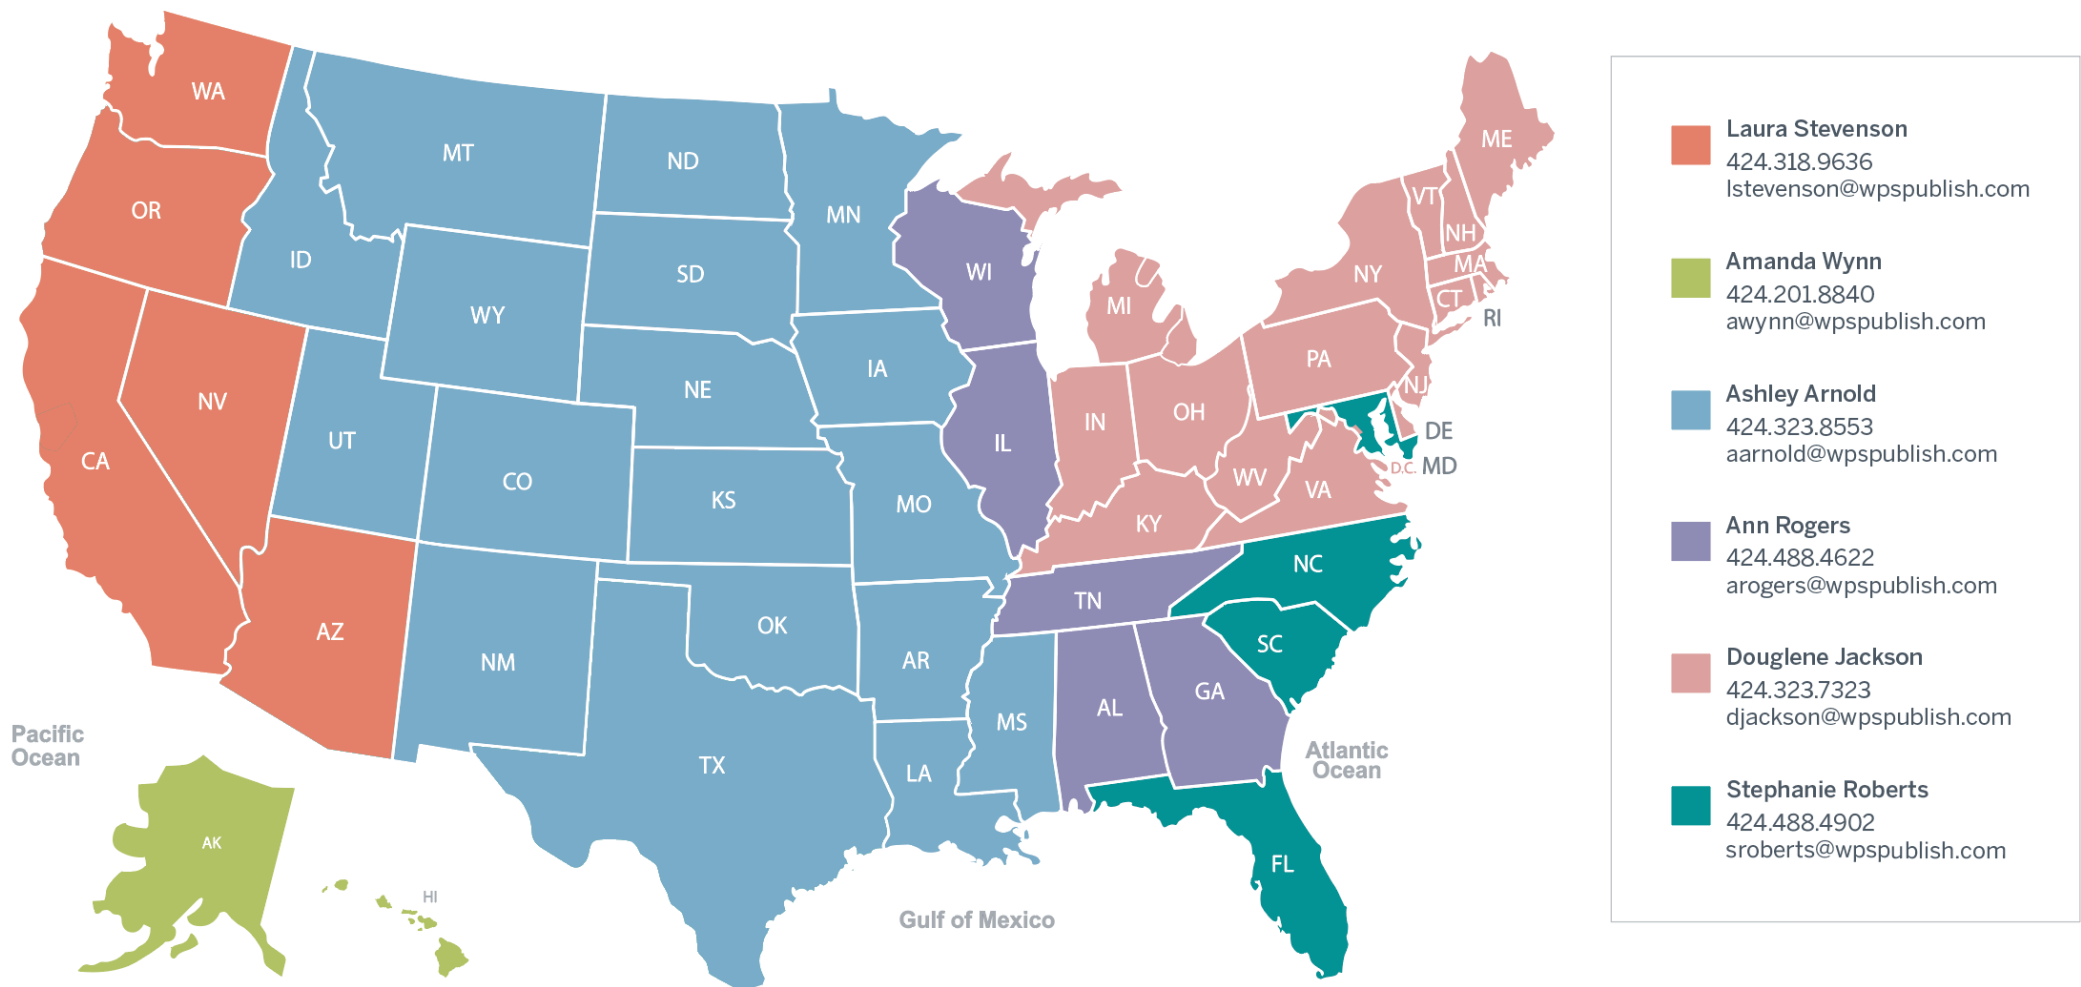 WA
MT
ND
OR
MN
ID
SD
WY
WI
ME
VT
NH
MA
NY
CT
RI
MI
PA
NJ
NV
UT
CA
NE
IA
CO
KS
MO
IL
IN
OH
WV
VA
DE
MD
D.C.
KY
NC
TN
SC
AZ
NM
OK
AR
TX
LA
MS
AL
GA
FL
AK
HI
Pacific
Ocean
Atlantic
Ocean
Gulf of Mexico
Laura Stevenson
424.318.9636
lstevenson@wpspublish.com
Amanda Wynn
424.201.8840
awynn@wpspublish.com
Ashley Arnold
424.323.8553
aarnold@wpspublish.com
Ann Rogers
424.488.4622
arogers@wpspublish.com
Douglene Jackson
424.323.7323
djackson@wpspublish.com
Stephanie Roberts
424.488.4902
sroberts@wpspublish.com